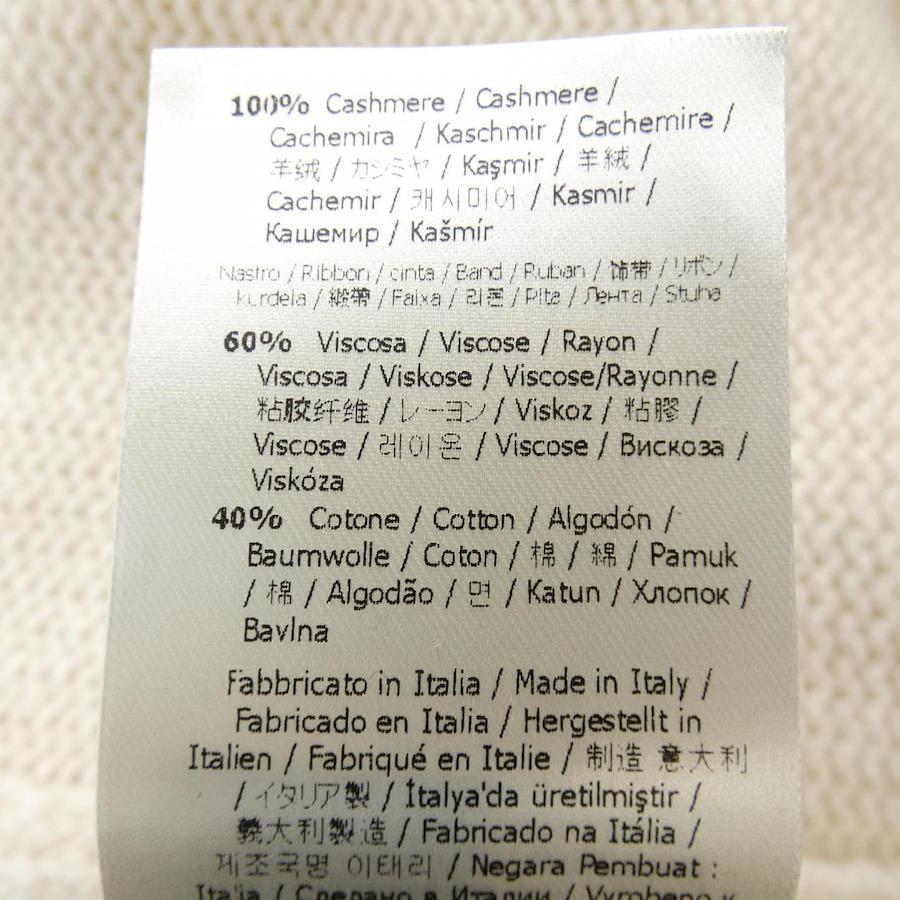 100% Cashmere / Cashmere /
Cachemira / Kaschmir / Cachemire /
羊绒 / カシミヤ / Kaşmir / 羊絨 /
Cachemir / 캐시미어 / Kasmir /
Кашемир / Kašmír
Nastro / Ribbon / cinta / Band / Ruban / 饰带 / リボン /
kurdela / 緞帶 / Faixa / 리본 / Pita / Лента / Stuha
60% Viscosa / Viscose / Rayon /
Viscosa / Viskose / Viscose/Rayonne /
粘胶纤维 / レーヨン / Viskoz / 粘膠 /
Viscose / 레이온 / Viscose / Вискоза /
Viskóza
40% Cotone / Cotton / Algodón /
Baumwolle / Coton / 棉 / 綿 / Pamuk
/ 棉 / Algodão / 면 / Katun / Хлопок /
Bavlna
Fabbricato in Italia / Made in Italy /
Fabricado en Italia / Hergestellt in
Italien / Fabriqué en Italie / 制造 意大利
/ イタリア製 / İtalya'da üretilmiştir /
義大利製造 / Fabricado na Itália /
제조국명 이태리 / Negara Pembuat :
Italia / Сделано в Италии / Vyrobeno v